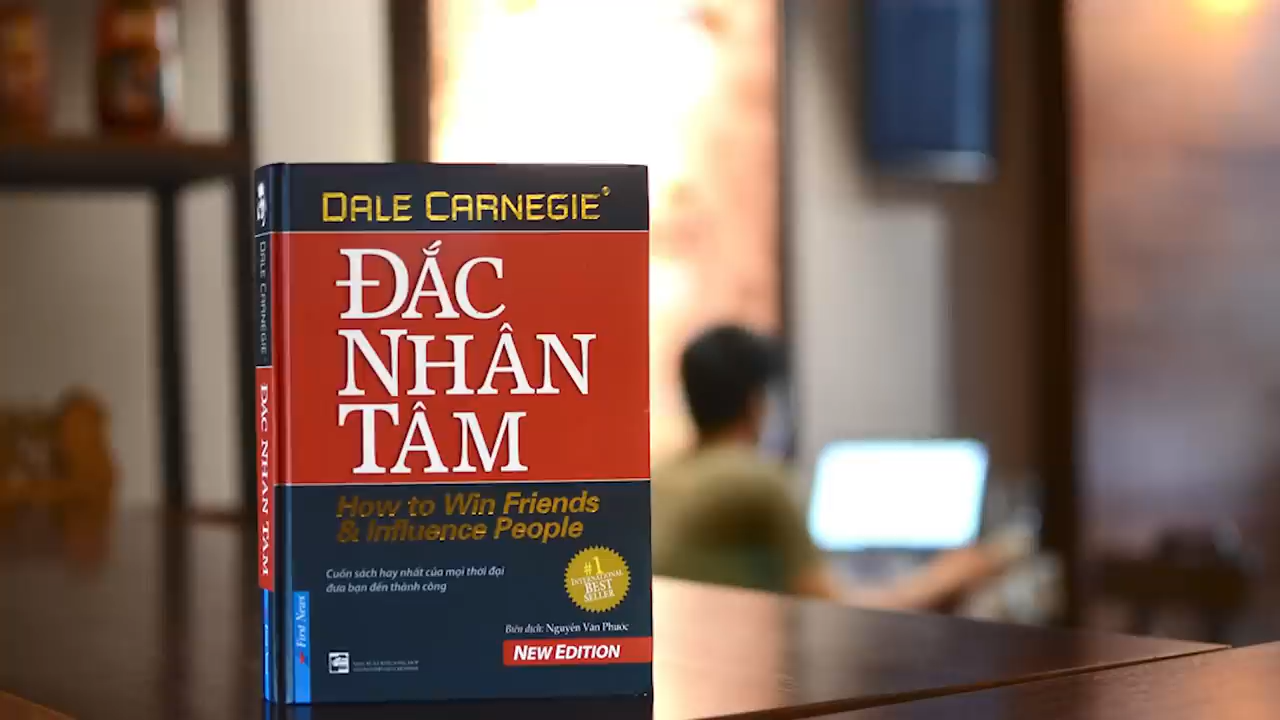 DALE CARNEGIE
ĐẮC
NHÂN
TÂM
How to Win Friends
& Influence People
Cuốn sách hay nhất của mọi thời đại
đưa bạn đến thành công
#1
INTERNATIONAL
BEST
SELLER
Biên dịch: Nguyễn Văn Phước
NEW EDITION
First News
DALE CARNEGIE
ĐẮC NHÂN TÂM